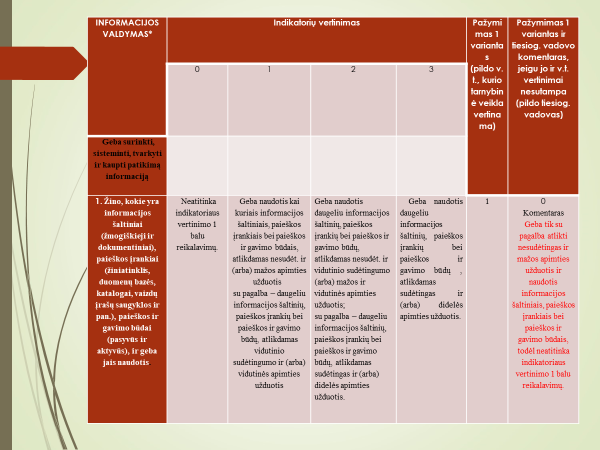 INFORMACIJOS
VALDYMAS*
Indikatorių vertinimas
Pažymi
mas 1
varianta
s
(pildo v.
t., kurio
tarnybin
ė veikla
vertina
ma)
Pažymimas 1
variantas ir
tiesiog. vadovo
komentaras,
jeigu jo ir v.t.
vertinimai
nesutampa
(pildo tiesiog.
vadovas)
0
1
2
3
Geba surinkti,
sisteminti, tvarkyti
ir kaupti patikimą
informaciją
1. Žino, kokie yra
informacijos
šaltiniai
(žmogiškieji ir
dokumentiniai),
paieškos įrankiai
(žiniatinklis,
duomenų bazės,
katalogai, vaizdų
įrašų saugyklos ir
pan.), paieškos ir
gavimo būdai
(pasyvūs ir
aktyvūs), ir geba
jais naudotis
Neatitinka
indikatoriaus
vertinimo 1
balu
reikalavimų.
Geba naudotis kai
kuriais informacijos
šaltiniais, paieškos
įrankiais bei paieškos
ir gavimo būdais,
atlikdamas nesudėt. ir
(arba) mažos apimties
užduotis
su pagalba – daugeliu
informacijos šaltinių,
paieškos įrankių bei
paieškos ir gavimo
būdų, atlikdamas
vidutinio
sudėtingumo ir (arba)
vidutinės apimties
užduotis
Geba naudotis
daugeliu informacijos
šaltinių, paieškos
įrankių bei paieškos ir
gavimo būdų,
atlikdamas nesudėt. ir
vidutinio sudėtingumo
(arba) mažos ir
vidutinės apimties
užduotis;
su pagalba – daugeliu
informacijos šaltinių,
paieškos įrankių bei
paieškos ir gavimo
būdų, atlikdamas
sudėtingas ir (arba)
didelės apimties
užduotis.
Geba naudotis
daugeliu
informacijos
šaltinių, paieškos
įrankių bei
paieškos ir
gavimo būdų ,
atlikdamas
sudėtingas ir
(arba) didelės
apimties užduotis.
1
0
Komentaras
Geba tik su
pagalba atlikti
nesudėtingas ir
mažos apimties
užduotis ir
naudotis
informacijos
šaltiniais, paieškos
įrankiais bei
paieškos ir
gavimo būdais,
todėl neatitinka
indikatoriaus
vertinimo 1 balu
reikalavimų.